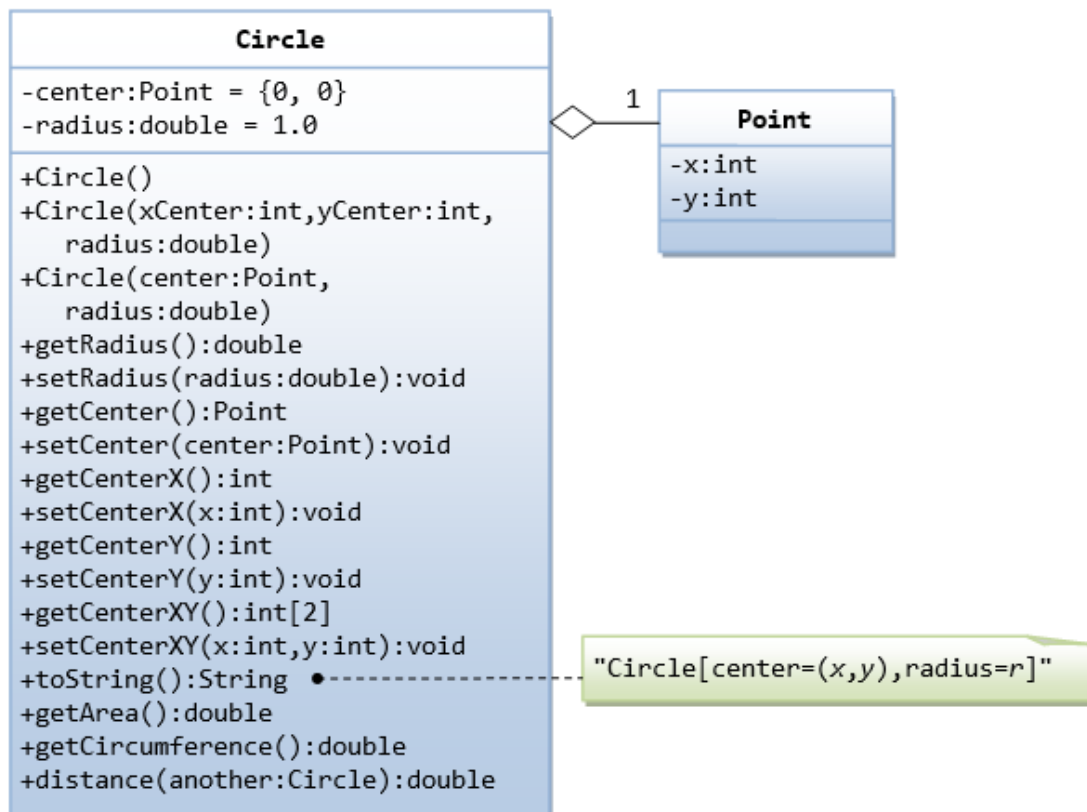 Circle
-center:Point = {0, 0}
-radius:double = 1.0
+Circle()
+Circle(xCenter:int,yCenter:int,
radius:double)
+Circle(center:Point,
radius:double)
+getRadius():double
+setRadius(radius:double):void
+getCenter():Point
+setCenter(center:Point):void
+getCenterX():int
+setCenterX(x:int):void
+getCenterY():int
+setCenterY(y:int):void
+getCenterXY():int[2]
+setCenterXY(x:int,y:int):void
+toString():String
+getArea():double
+getCircumference():double
+distance(another:Circle):double
1
Point
-x:int
-y:int
"Circle[center=(x,y),radius=r]"